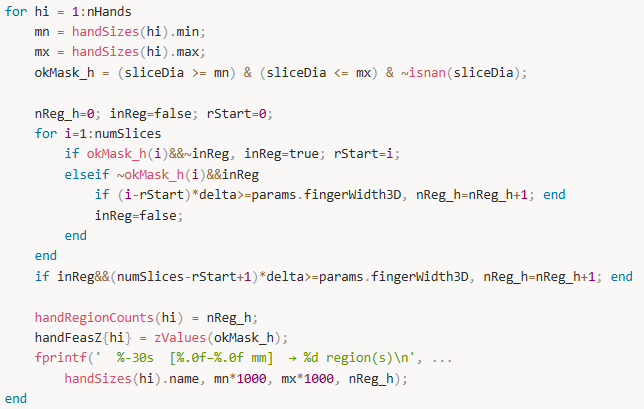 for hi = 1:nHands
    mn = handSizes(hi).min;
    mx = handSizes(hi).max;
    okMask_h = (sliceDia >= mn) & (sliceDia <= mx) & ~isnan(sliceDia);

    nReg_h=0; inReg=false; rStart=0;
    for i=1:numSlices
        if okMask_h(i)&&~inReg, inReg=true; rStart=i;
        elseif ~okMask_h(i)&&inReg
            if (i-rStart)*delta>=params.fingerWidth3D, nReg_h=nReg_h+1; end
            inReg=false;
        end
    end
    if inReg&&(numSlices-rStart+1)*delta>=params.fingerWidth3D, nReg_h=nReg_h+1; end

    handRegionCounts(hi) = nReg_h;
    handFeasZ{hi} = zValues(okMask_h);
    fprintf('  %-30s  [%.0f–%.0f mm]  → %d region(s)\n', ...
        handSizes(hi).name, mn*1000, mx*1000, nReg_h);
end